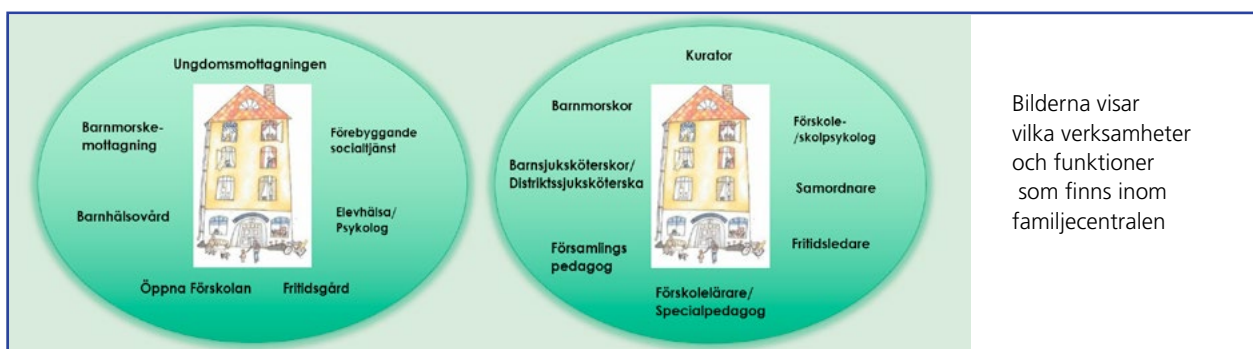 Ungdomsmottagningen
Barnmorske-
mottagning
Förebyggande
socialtjänst
Barnhälsovård
Elevhälsa/
Psykolog
Öppna Förskolan
Fritidsgård
Kurator
Barnmorskor
Förskole-
/skolpsykolog
Barnsjuksköterskor/
Distriktssjuksköterska
Samordnare
Församlings
pedagog
Fritidsledare
Förskolelärare/
Specialpedagog
Bilderna visar
vilka verksamheter
och funktioner
som finns inom
familjecentralen